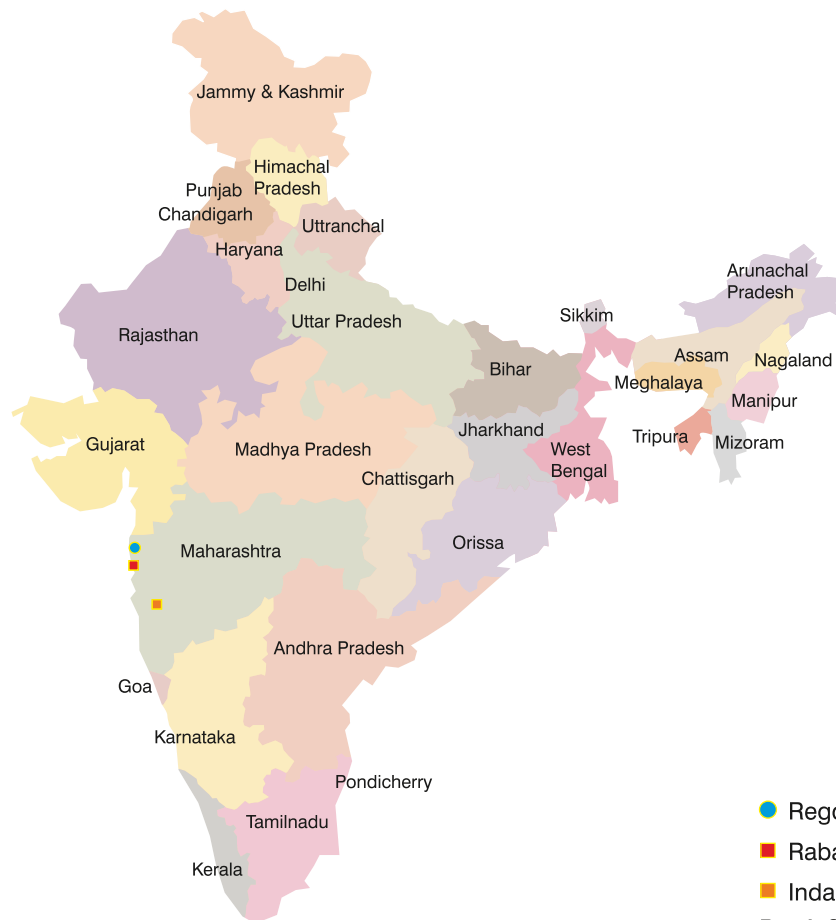 Jammy & Kashmir
Himachal
Pradesh
Punjab
Chandigarh
Uttranchal
Haryana
Delhi
Arunachal
Pradesh
Sikkim
Uttar Pradesh
Rajasthan
Assam
Nagaland
Bihar
Meghalaya
Manipur
Jharkhand
Tripura
Mizoram
Gujarat
Madhya Pradesh
West
Bengal
Chattisgarh
Orissa
Maharashtra
Andhra Pradesh
Goa
Karnataka
Pondicherry
Tamilnadu
Kerala
Raba
Inda